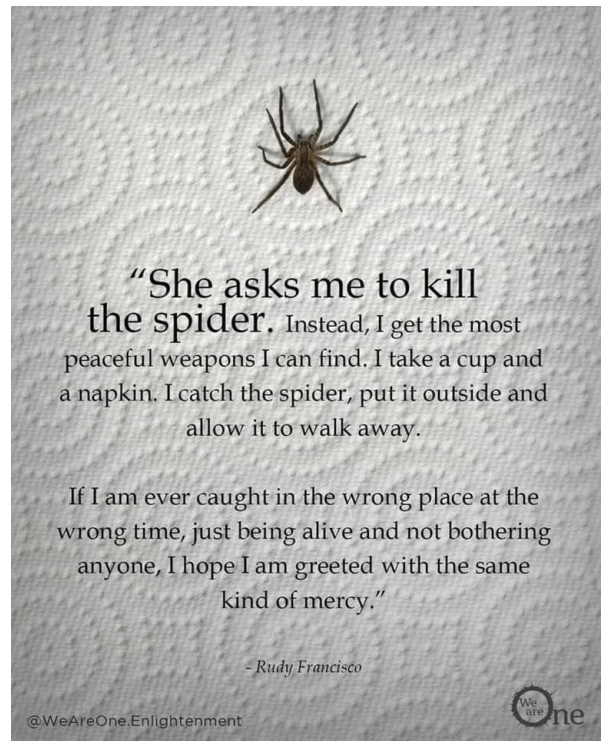 “She asks me to kill
the spider. Instead, I get the most
peaceful weapons I can find. I take a cup and
a napkin. I catch the spider, put it outside and
allow it to walk away.
If I am ever caught in the wrong place at the
wrong time, just being alive and not bothering
anyone, I hope I am greeted with the same
kind of mercy.”
- Rudy Francisco
@WeAreOne.Enlightenment
We
are
One